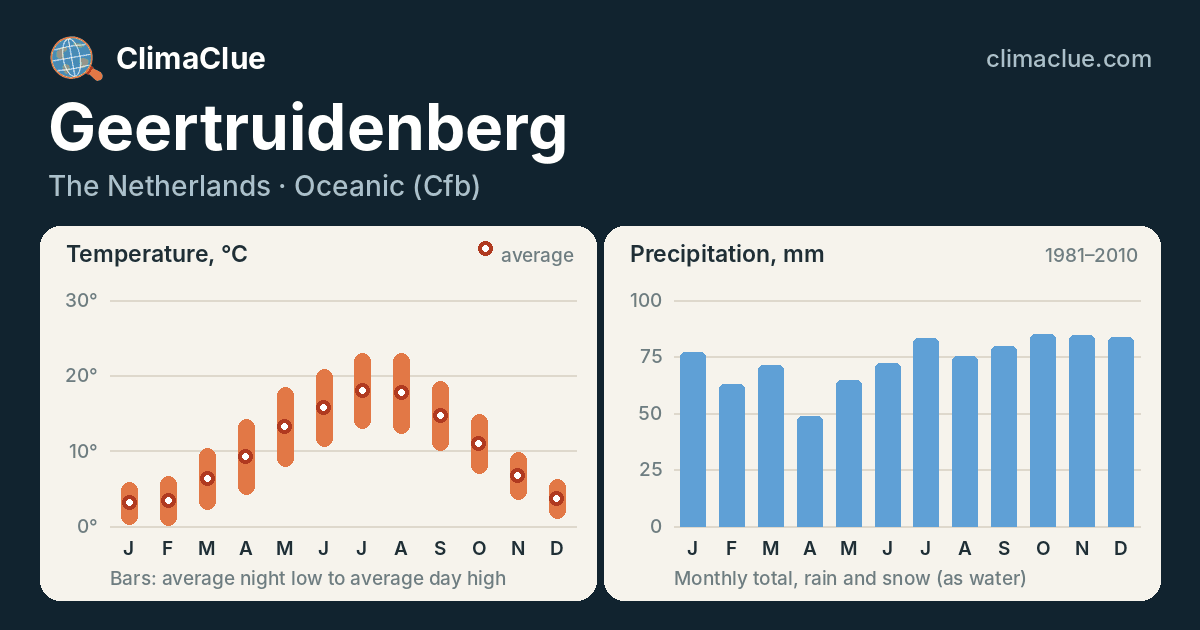 ClimaClue
climaclue.com
Geertruidenberg
The Netherlands · Oceanic (Cfb)
Temperature, °C
average
30°
20°
10°
0°
J F M A M J J A S O N D
Bars: average night low to average day high
Precipitation, mm
1981–2010
100
75
50
25
0
J F M A M J J A S O N D
Monthly total, rain and snow (as water)